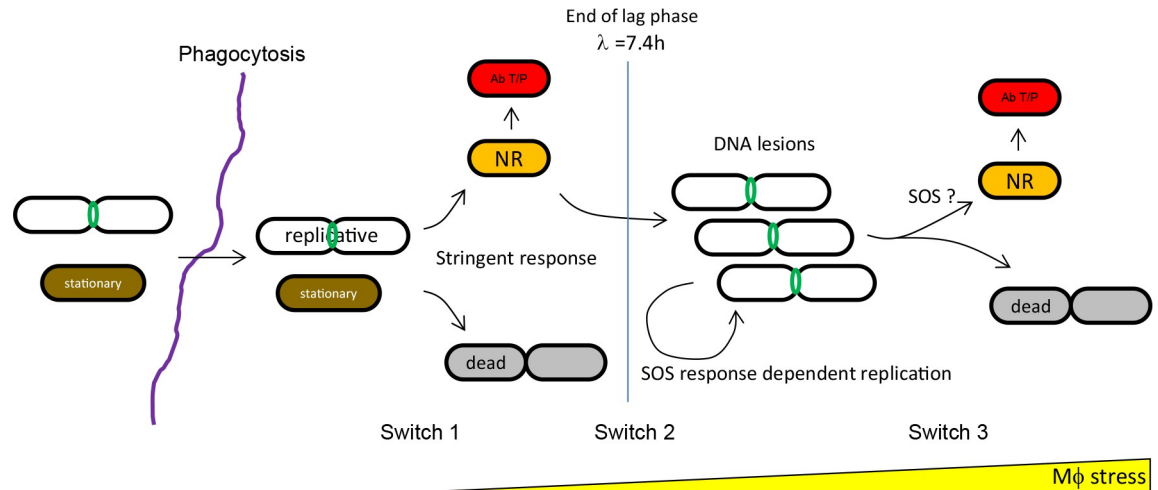 End of lag phase
λ =7.4h
Phagocytosis
Ab T/P
Ab T/P
DNA lesions
NR
NR
SOS ?
replicative
Stringent response
stationary
stationary
dead
dead
SOS response dependent replication
Switch 1
Switch 2
Switch 3
Mϕ stress